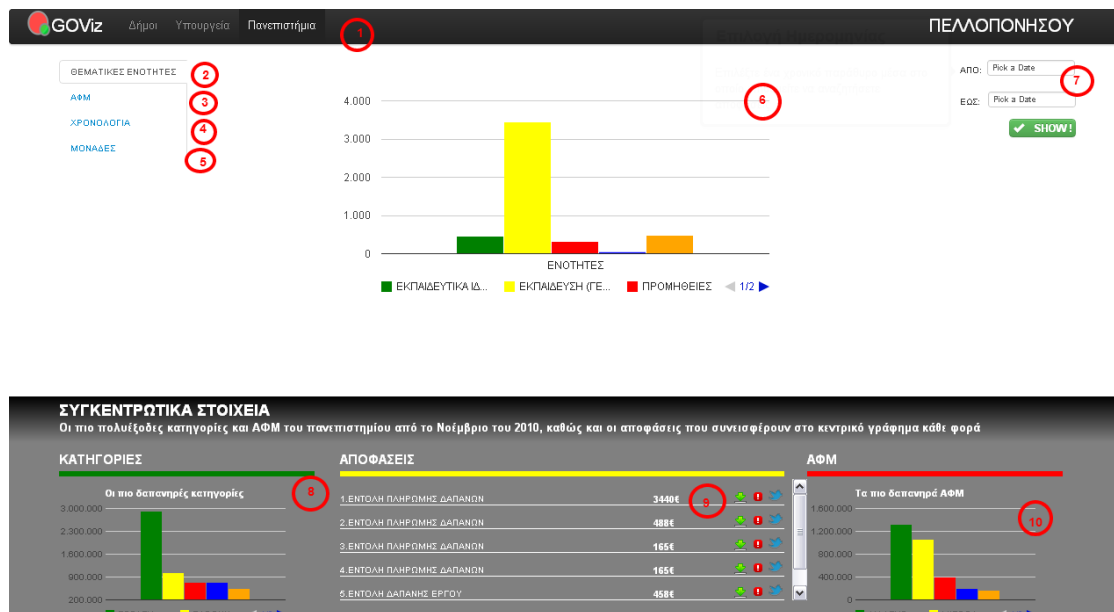 GOViz Δήμοι Υπουργεία Πανεπιστήμια 1 ΠΕΛΛΟΠΟΝΗΣΟΥ
ΘΕΜΑΤΙΚΕΣ ΕΝΟΤΗΤΕΣ 2
ΑΦΜ 3
ΧΡΟΝΟΛΟΓΙΑ 4
ΜΟΝΑΔΕΣ 5
4.000
3.000
2.000
1.000
0
ΕΝΟΤΗΤΕΣ
ΕΚΠΑΙΔΕΥΤΙΚΑ ΙΔ... ΕΚΠΑΙΔΕΥΣΗ (ΓΕ... ΠΡΟΜΗΘΕΙΕΣ 1/2
6
ΑΠΟ: Pick a Date 7
ΕΩΣ: Pick a Date
SHOW!
ΣΥΓΚΕΝΤΡΩΤΙΚΑ ΣΤΟΙΧΕΙΑ
Οι πιο πολυέξοδες κατηγορίες και ΑΦΜ του πανεπιστημίου από το Νοέμβριο του 2010, καθώς και οι αποφάσεις που συνεισφέρουν στο κεντρικό γράφημα κάθε φορά
ΚΑΤΗΓΟΡΙΕΣ
Οι πιο δαπανηρές κατηγορίες 8
3.000.000
2.300.000
1.600.000
900.000
200.000
ΑΠΟΦΑΣΕΙΣ
1.ΕΝΤΟΛΗ ΠΛΗΡΩΜΗΣ ΔΑΠΑΝΩΝ 3440€ 9
2.ΕΝΤΟΛΗ ΠΛΗΡΩΜΗΣ ΔΑΠΑΝΩΝ 488€
3.ΕΝΤΟΛΗ ΠΛΗΡΩΜΗΣ ΔΑΠΑΝΩΝ 165€
4.ΕΝΤΟΛΗ ΠΛΗΡΩΜΗΣ ΔΑΠΑΝΩΝ 165€
5.ΕΝΤΟΛΗ ΔΑΠΑΝΗΣ ΕΡΓΟΥ 458€
ΑΦΜ
Τα πιο δαπανηρά ΑΦΜ
1.600.000
1.200.000 10
800.000
400.000
0